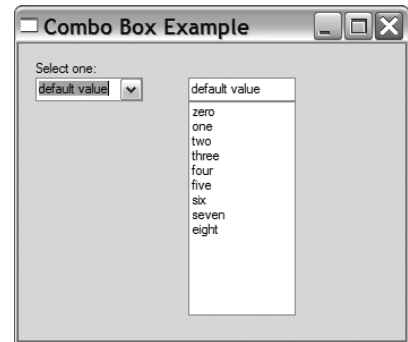 Combo Box Example
Select one:
default value
default value
zero
one
two
three
four
five
six
seven
eight